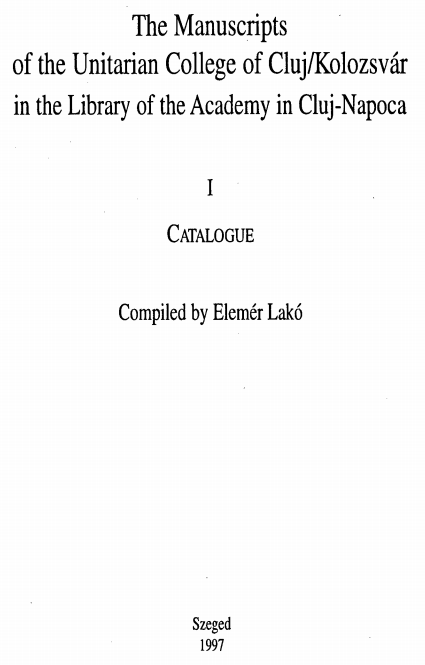 The Manuscripts
of the Unitarian College of Cluj/Kolozsvár
in the Library of the Academy in Cluj-Napoca
I
CATALOGUE
Compiled by Elemér Lakó
Szeged
1997